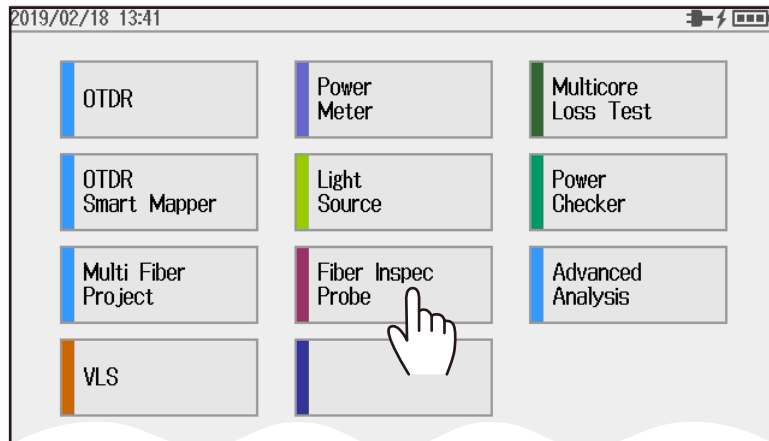 2019/02/18 13:41
OTDR
Power
Meter
Multicore
Loss Test
OTDR
Smart Mapper
Light
Source
Power
Checker
Multi Fiber
Project
Fiber Inspec
Probe
Advanced
Analysis
VLS